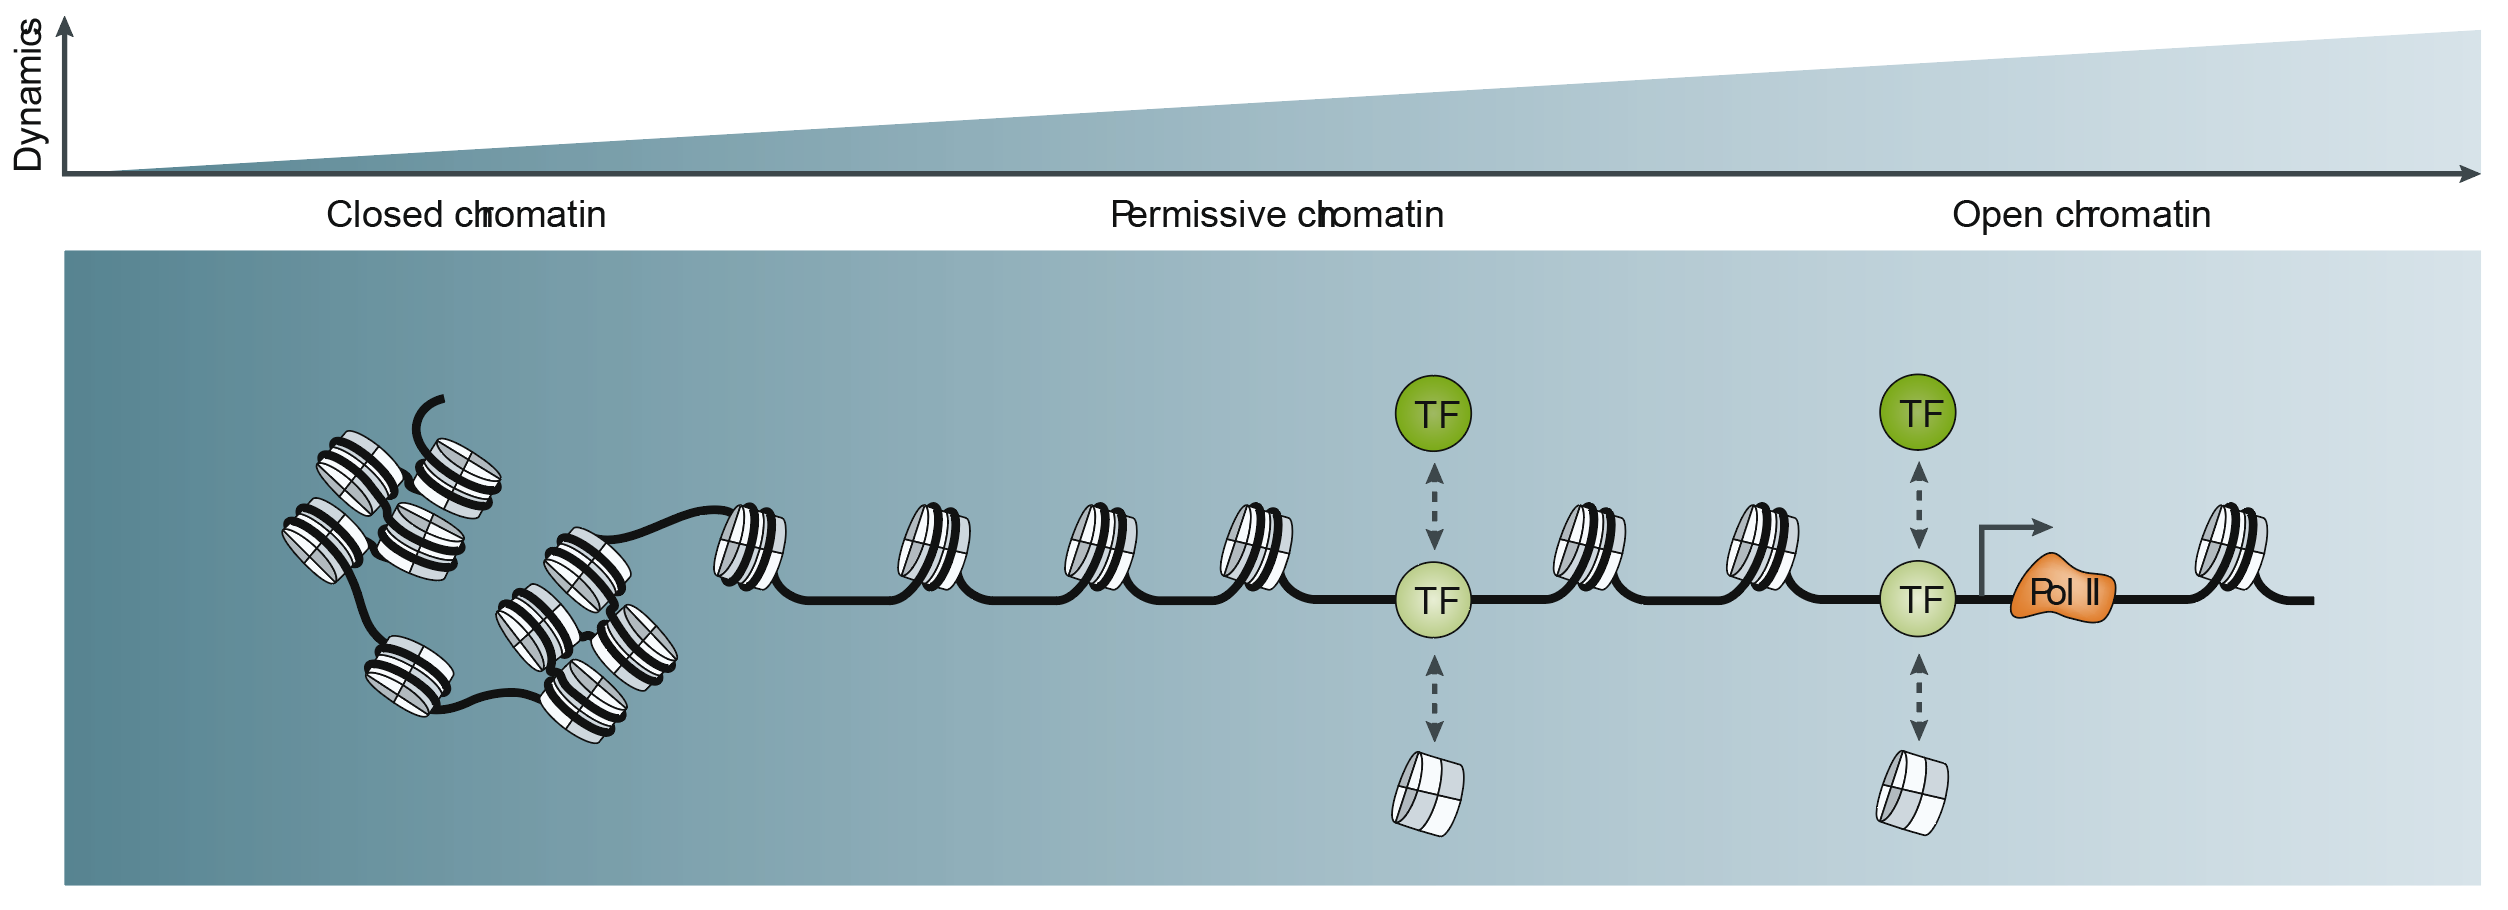 Dynamics
Closed chromatin
Permissive chromatin
Open chromatin
TF
TF
TF
TF
Pol II